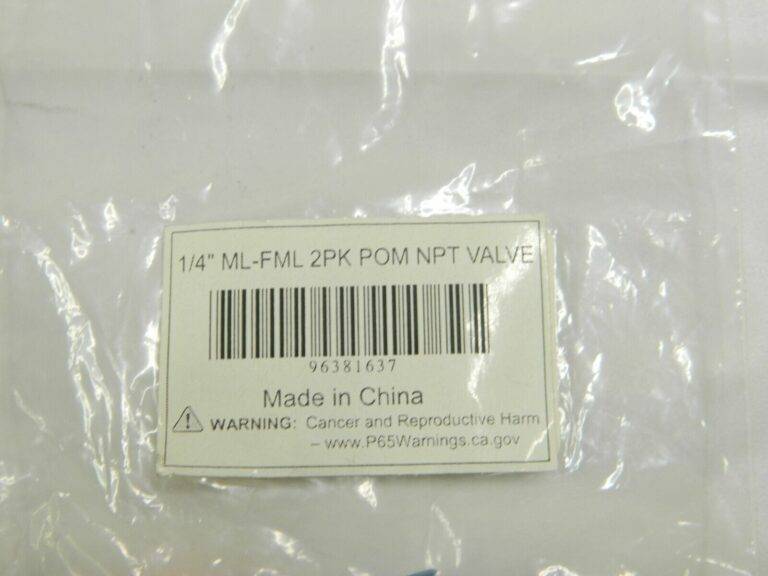 1/4" ML-FML 2PK POM NPT VALVE
96381637
Made in China
WARNING: Cancer and Reproductive Harm
– www.P65Warnings.ca.gov